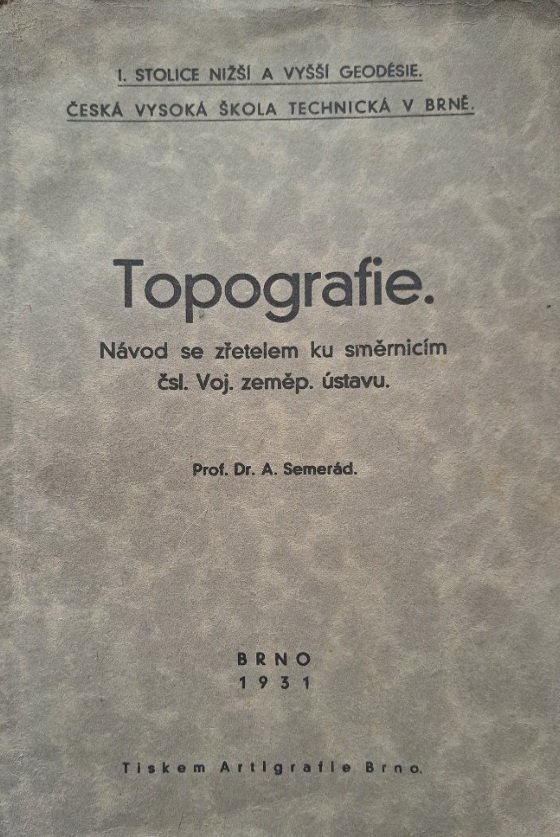 I. STOLICE NIŽŠÍ A VYŠŠÍ GEODÉSIE.
ČESKÁ VYSOKÁ ŠKOLA TECHNICKÁ V BRNĚ.
Topografie.
Návod se zřetelem ku směrnicím
čsl. Voj. zeměp. ústavu.
Prof. Dr. A. Semerád.
BRNO
1931
Tiskem Artigrafie Brno.